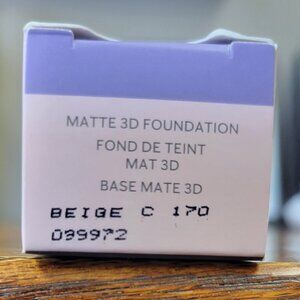 MATTE 3D FOUNDATION
FOND DE TEINT
MAT 3D
BASE MATE 3D
BEIGE C 170
099972